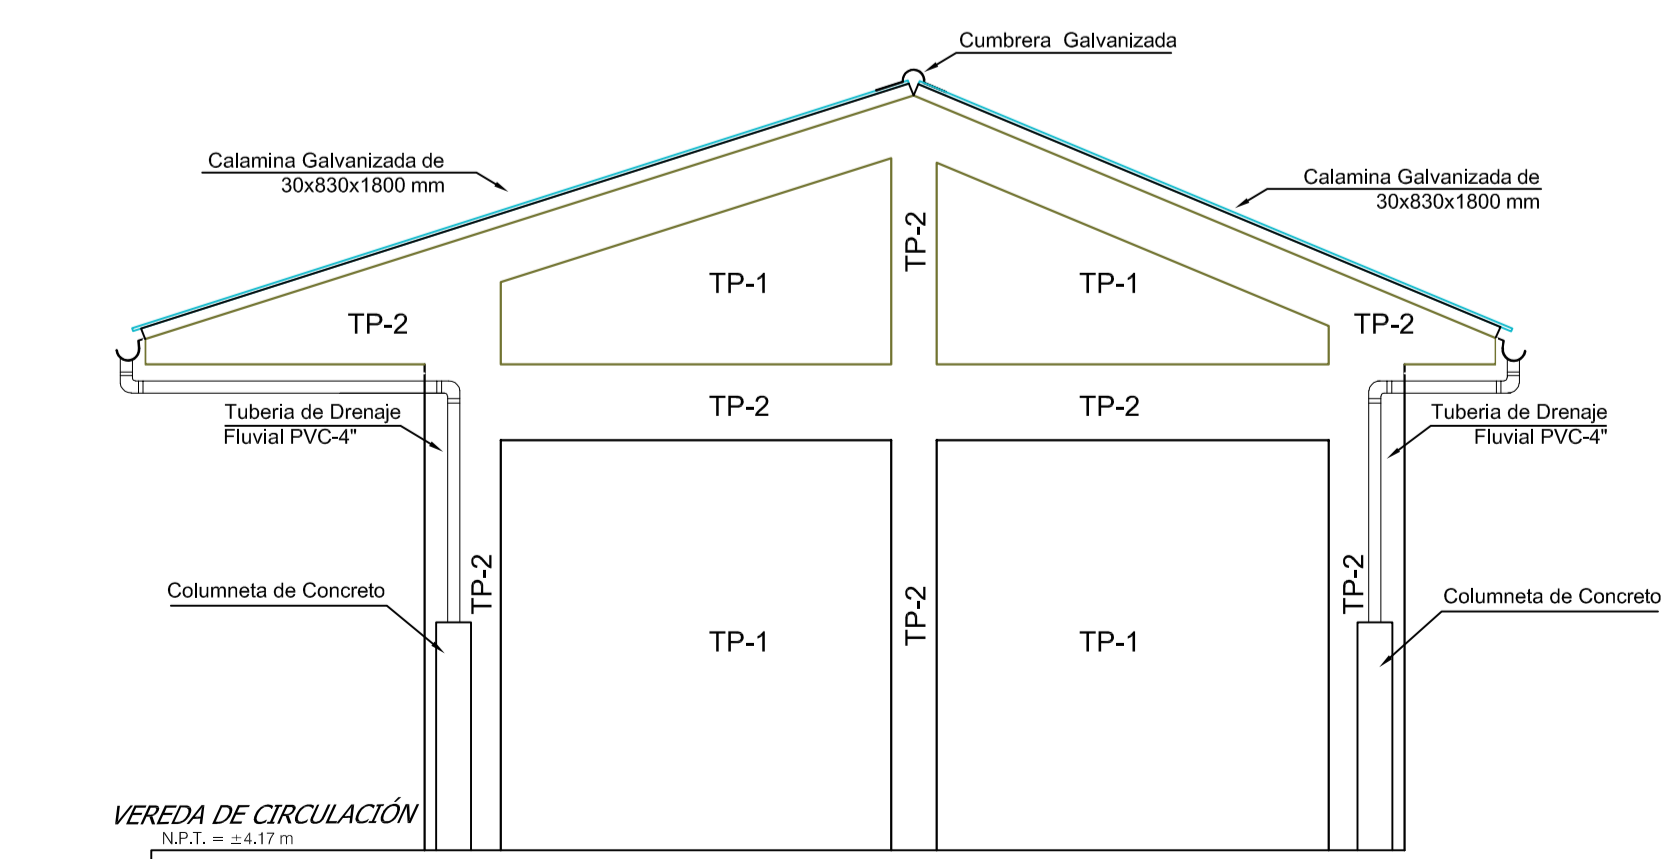 Cumbrera Galvanizada
Calamina Galvanizada de
30x830x1800 mm
Calamina Galvanizada de
30x830x1800 mm
TP-2
TP-1
TP-1
TP-2
TP-2
TP-2
TP-2
Tuberia de Drenaje
Fluvial PVC-4"
Tuberia de Drenaje
Fluvial PVC-4"
TP-2
TP-2
TP-2
Columneta de Concreto
Columneta de Concreto
TP-1
TP-1
VEREDA DE CIRCULACIÓN
N.P.T. = ±4.17 m